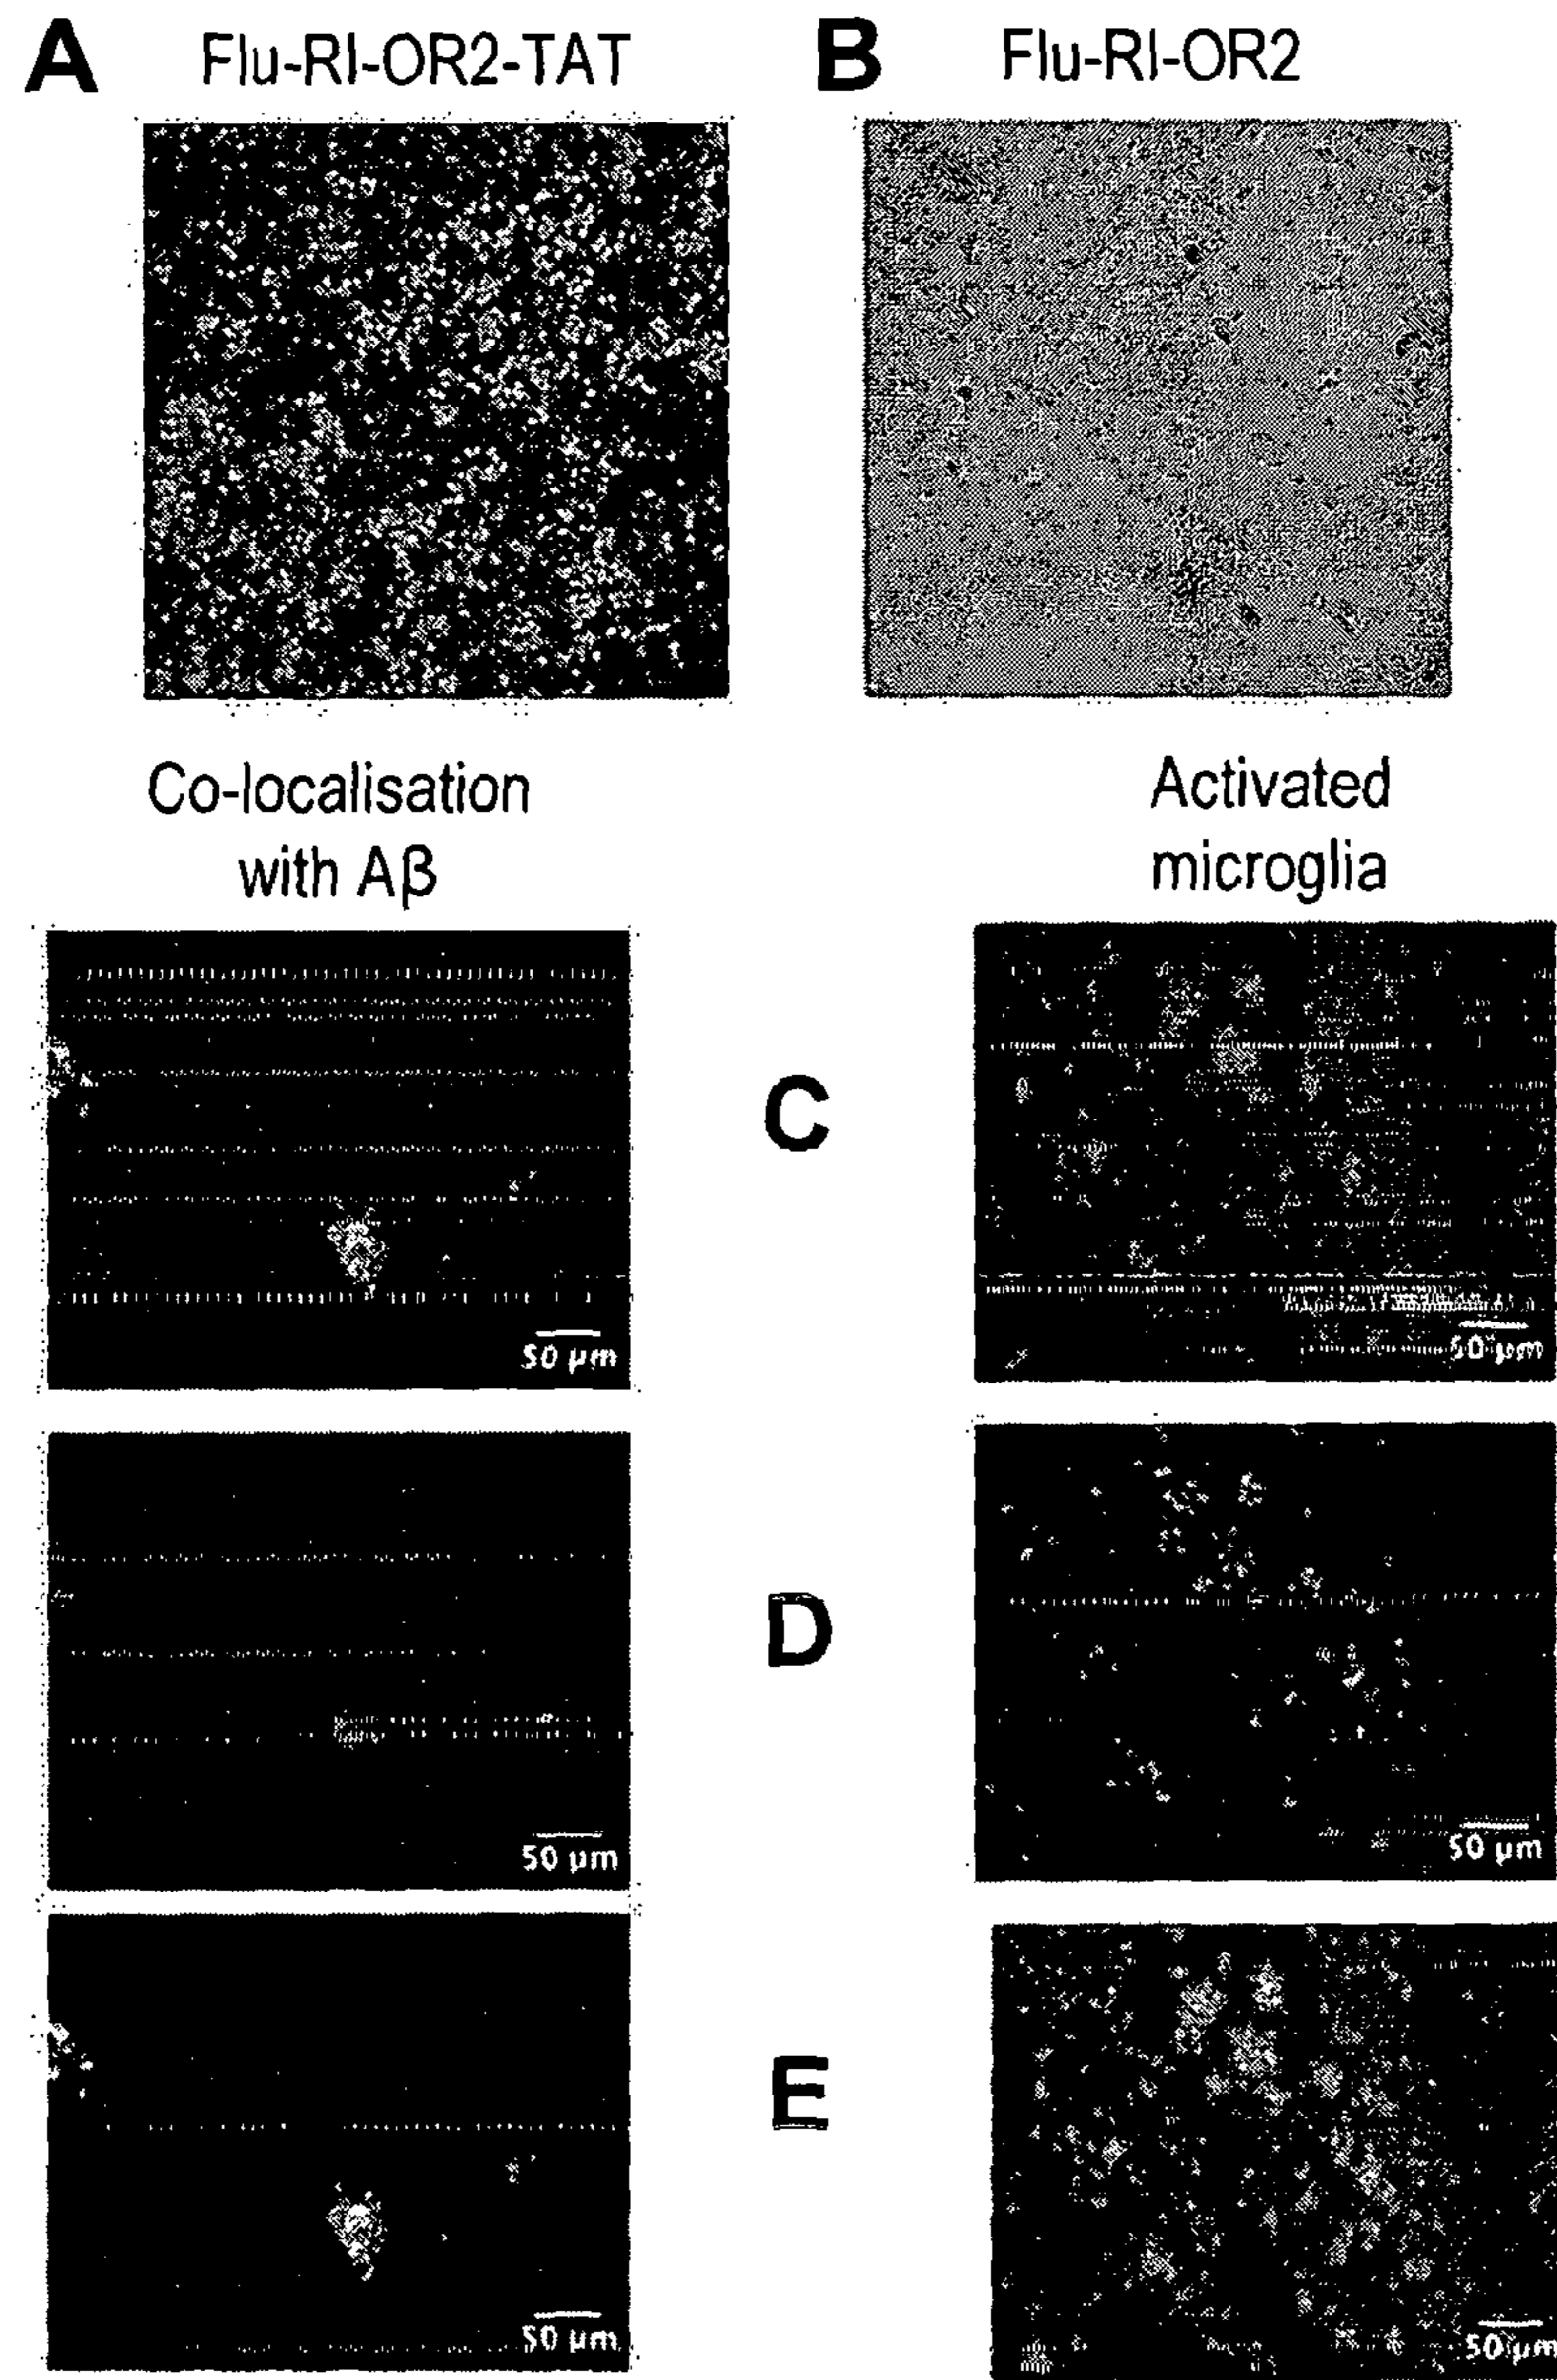 A Flu-RI-OR2-TAT
B Flu-RI-OR2
Co-localisation
with Aβ
Activated
microglia
C
50 µm
50 µm
D
50 µm
50 µm
E
50 µm
50 µm